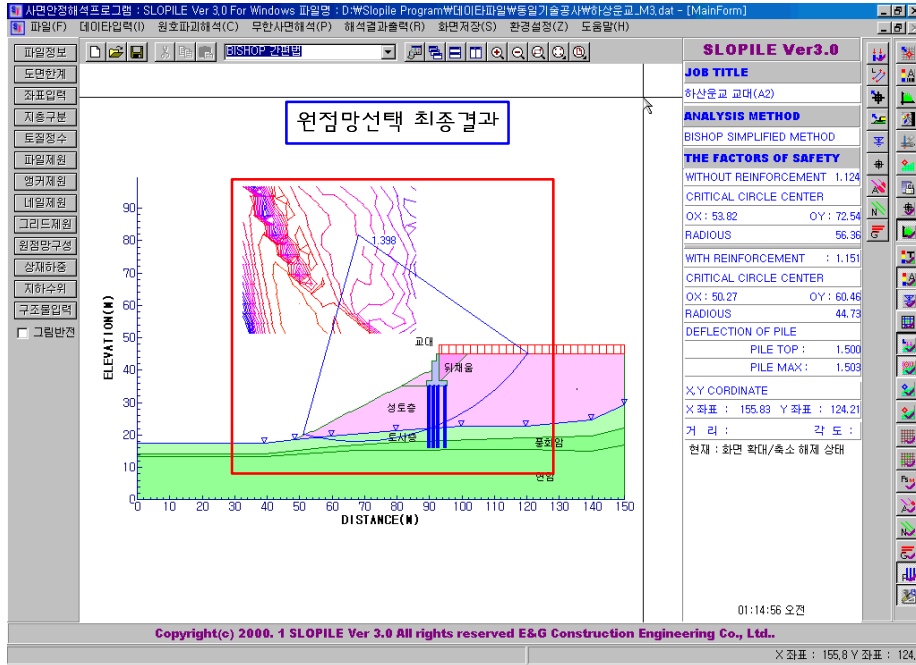 사면안정해석프로그램 : SLOPILE Ver 3.0 For Windows 파일명 : D:₩Slopile Program₩데이타파일₩동일기술공사₩하상운교_M3.dat - [MainForm]
파일(F) 데이타입력(I) 원호파괴해석(C) 무한사면해석(P) 해석결과출력(R) 화면저장(S) 환경설정(Z) 도움말(H)
BISHOP 간편법
파일정보
도면한계
좌표입력
지층구분
토질정수
파일제원
앵커제원
네일제원
그리드제원
원점망구성
상재하중
지하수위
구조물입력
그림반전
원점망선택 최종결과
1.398
교대
뒤채움
성토층
토사층
풍화암
연암
ELEVATION(M)
90
80
70
60
50
40
30
20
10
0
0 10 20 30 40 50 60 70 80 90 100 110 120 130 140 150
DISTANCE(M)
SLOPILE Ver3.0
JOB TITLE
하산운교 교대(A2)
ANALYSIS METHOD
BISHOP SIMPLIFIED METHOD
THE FACTORS OF SAFETY
WITHOUT REINFORCEMENT 1.124
CRITICAL CIRCLE CENTER
OX : 53.82 OY : 72.54
RADIOUS 56.36
WITH REINFORCEMENT : 1.151
CRITICAL CIRCLE CENTER
OX : 50.27 OY : 60.46
RADIOUS 44.73
DEFLECTION OF PILE
PILE TOP : 1.500
PILE MAX : 1.503
X,Y CORDINATE
X 좌표 : 155.83 Y 좌표 : 124.21
거 리 : 각 도 :
현재 : 화면 확대/축소 해제 상태
01:14:56 오전
Copyright(c) 2000. 1 SLOPILE Ver 3.0 All rights reserved E&G Construction Engineering Co., Ltd..
X 좌표 : 155,8 Y 좌표 : 124,